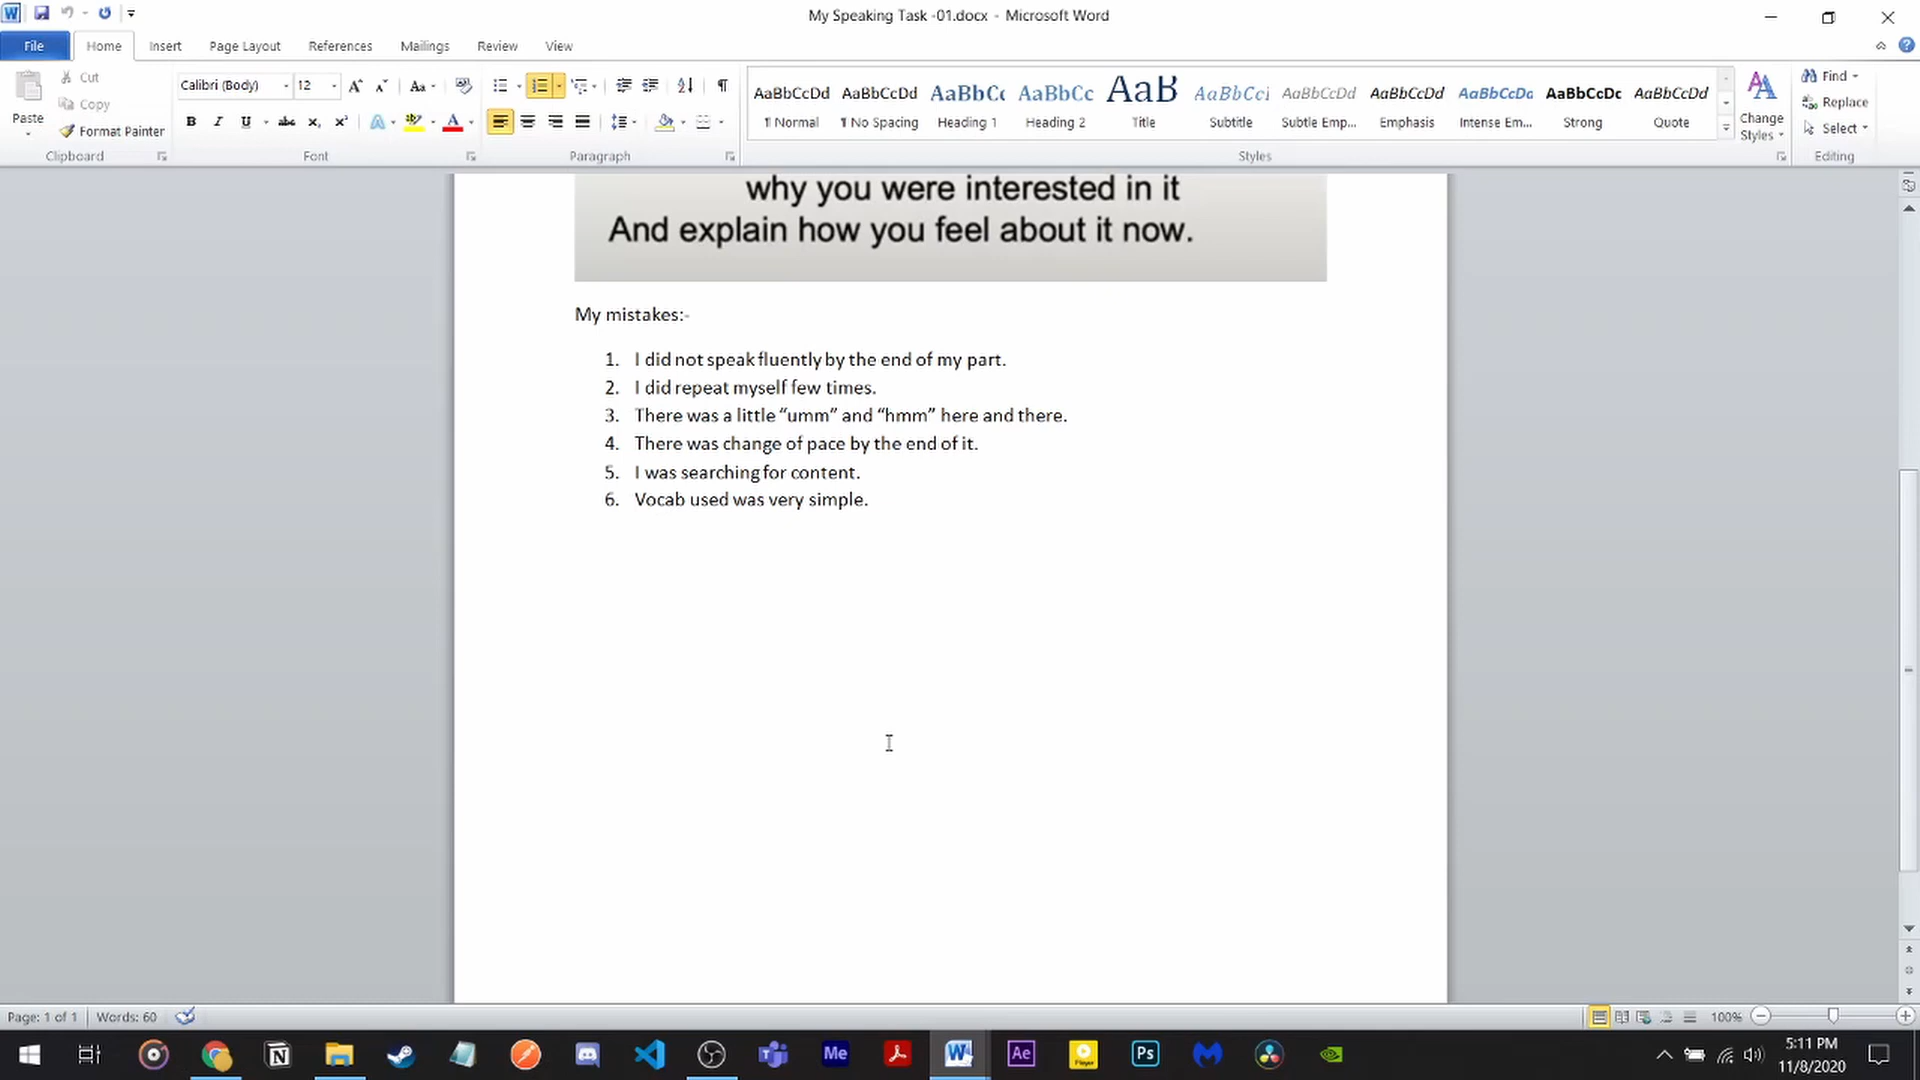 My Speaking Task -01.docx - Microsoft Word
File Home Insert Page Layout References Mailings Review View
Paste
Cut
Copy
Format Painter
Clipboard
Calibri (Body) 12
Font
Paragraph
AaBbCcDd AaBbCcDd AaBbCc AaBbCc AaB AaBbCcI AaBbCcDd AaBbCcDd AaBbCcDd AaBbCcDc AaBbCcDd
¶ Normal ¶ No Spacing Heading 1 Heading 2 Title Subtitle Subtle Emp... Emphasis Intense Em... Strong Quote
Styles
Change Styles
Find
Replace
Select
Editing
why you were interested in it
And explain how you feel about it now.
My mistakes:-
1. I did not speak fluently by the end of my part.
2. I did repeat myself few times.
3. There was a little “umm” and “hmm” here and there.
4. There was change of pace by the end of it.
5. I was searching for content.
6. Vocab used was very simple.
Page: 1 of 1 Words: 60 100%
Me Ae Player Ps
5:11 PM
11/8/2020